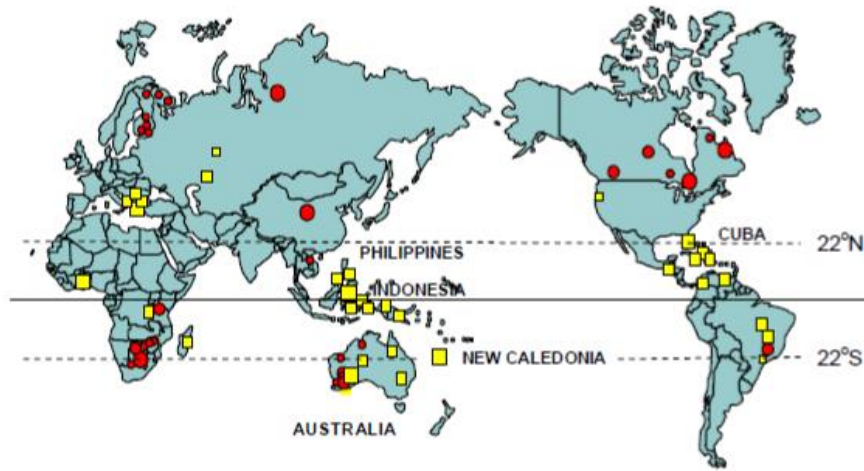 CUBA
22°N
PHILIPPINES
INDONESIA
NEW CALEDONIA
22°S
AUSTRALIA